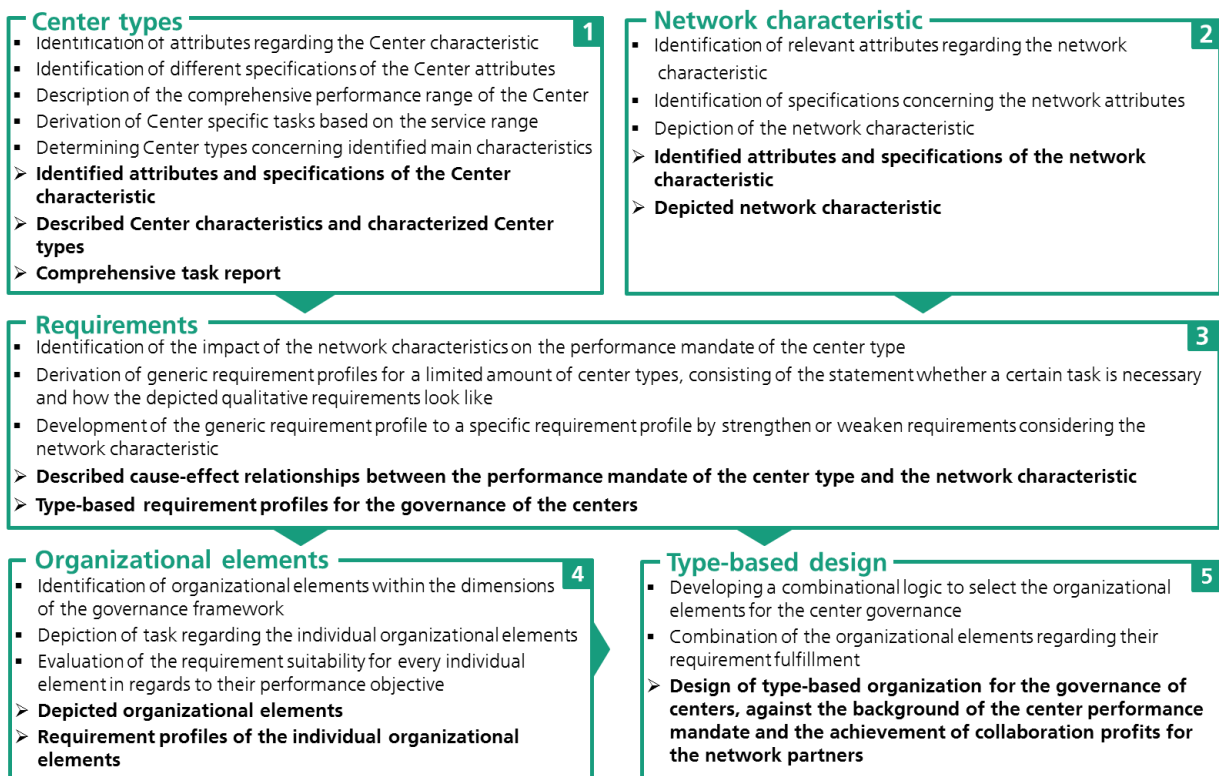 Center types
1
▪ Identification of attributes regarding the Center characteristic
▪ Identification of different specifications of the Center attributes
▪ Description of the comprehensive performance range of the Center
▪ Derivation of Center specific tasks based on the service range
▪ Determining Center types concerning identified main characteristics
➢ Identified attributes and specifications of the Center
characteristic
➢ Described Center characteristics and characterized Center
types
➢ Comprehensive task report
Network characteristic
2
▪ Identification of relevant attributes regarding the network
characteristic
▪ Identification of specifications concerning the network attributes
▪ Depiction of the network characteristic
➢ Identified attributes and specifications of the network
characteristic
➢ Depicted network characteristic
Requirements
3
▪ Identification of the impact of the network characteristics on the performance mandate of the center type
▪ Derivation of generic requirement profiles for a limited amount of center types, consisting of the statement whether a certain task is necessary
and how the depicted qualitative requirements look like
▪ Development of the generic requirement profile to a specific requirement profile by strengthen or weaken requirements considering the
network characteristic
➢ Described cause-effect relationships between the performance mandate of the center type and the network characteristic
➢ Type-based requirement profiles for the governance of the centers
Organizational elements
4
▪ Identification of organizational elements within the dimensions
of the governance framework
▪ Depiction of task regarding the individual organizational elements
▪ Evaluation of the requirement suitability for every individual
element in regards to their performance objective
➢ Depicted organizational elements
➢ Requirement profiles of the individual organizational
elements
Type-based design
5
▪ Developing a combinational logic to select the organizational
elements for the center governance
▪ Combination of the organizational elements regarding their
requirement fulfillment
➢ Design of type-based organization for the governance of
centers, against the background of the center performance
mandate and the achievement of collaboration profits for
the network partners